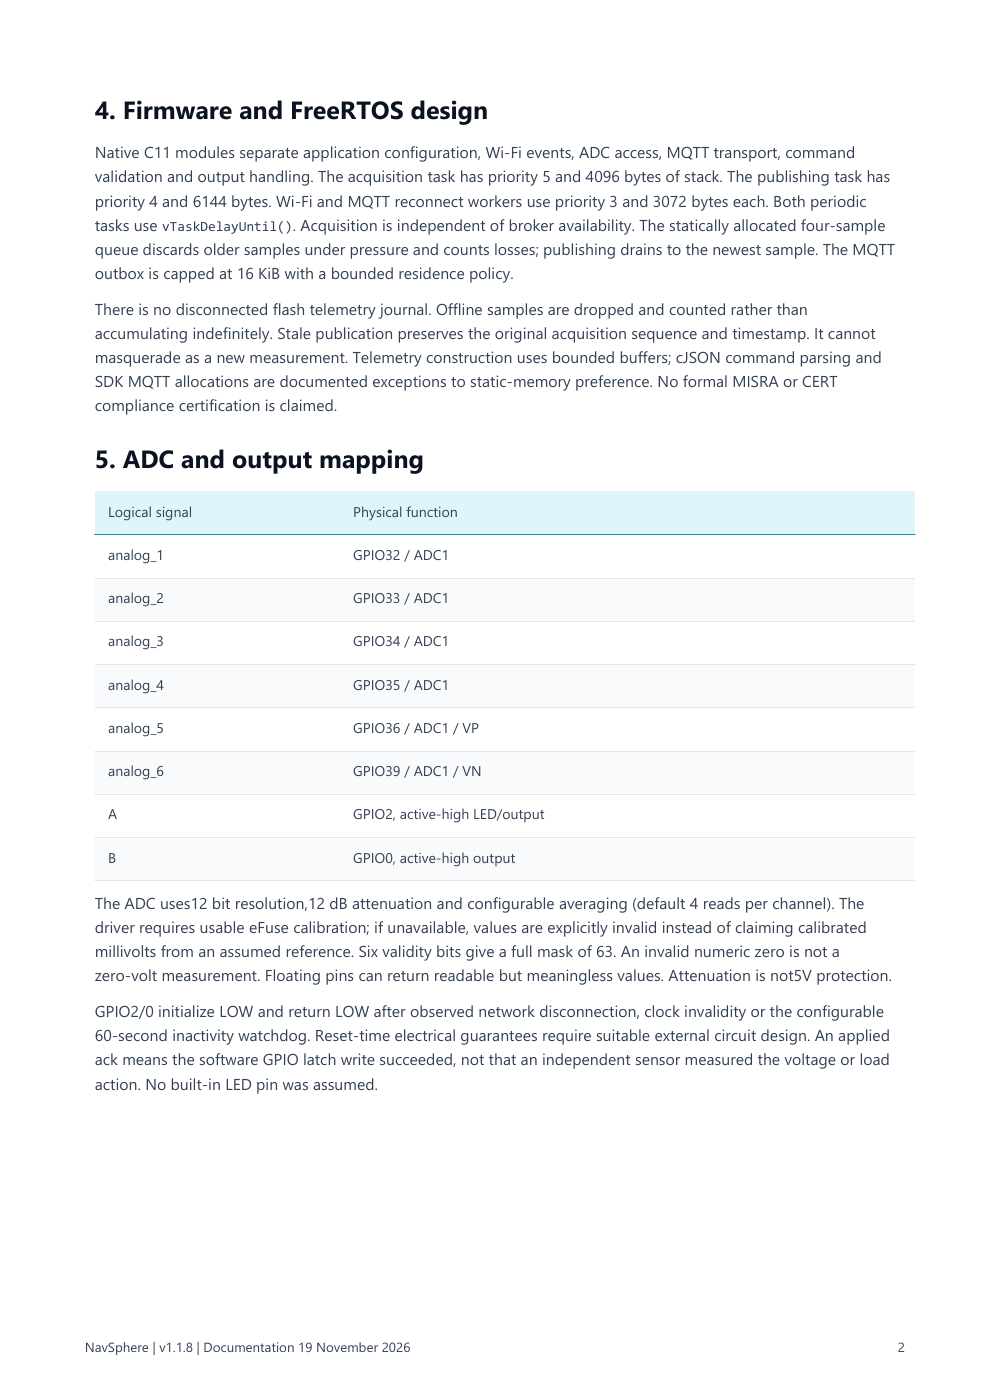 4. Firmware and FreeRTOS design
Native C11 modules separate application configuration, Wi-Fi events, ADC access, MQTT transport, command
validation and output handling. The acquisition task has priority 5 and 4096 bytes of stack. The publishing task has
priority 4 and 6144 bytes. Wi-Fi and MQTT reconnect workers use priority 3 and 3072 bytes each. Both periodic
tasks use vTaskDelayUntil(). Acquisition is independent of broker availability. The statically allocated four-sample
queue discards older samples under pressure and counts losses; publishing drains to the newest sample. The MQTT
outbox is capped at 16 KiB with a bounded residence policy.
There is no disconnected flash telemetry journal. Offline samples are dropped and counted rather than
accumulating indefinitely. Stale publication preserves the original acquisition sequence and timestamp. It cannot
masquerade as a new measurement. Telemetry construction uses bounded buffers; cJSON command parsing and
SDK MQTT allocations are documented exceptions to static-memory preference. No formal MISRA or CERT
compliance certification is claimed.
5. ADC and output mapping
Logical signal Physical function
analog_1 GPIO32 / ADC1
analog_2 GPIO33 / ADC1
analog_3 GPIO34 / ADC1
analog_4 GPIO35 / ADC1
analog_5 GPIO36 / ADC1 / VP
analog_6 GPIO39 / ADC1 / VN
A GPIO2, active-high LED/output
B GPIO0, active-high output
The ADC uses12 bit resolution,12 dB attenuation and configurable averaging (default 4 reads per channel). The
driver requires usable eFuse calibration; if unavailable, values are explicitly invalid instead of claiming calibrated
millivolts from an assumed reference. Six validity bits give a full mask of 63. An invalid numeric zero is not a
zero-volt measurement. Floating pins can return readable but meaningless values. Attenuation is not5V protection.
GPIO2/0 initialize LOW and return LOW after observed network disconnection, clock invalidity or the configurable
60-second inactivity watchdog. Reset-time electrical guarantees require suitable external circuit design. An applied
ack means the software GPIO latch write succeeded, not that an independent sensor measured the voltage or load
action. No built-in LED pin was assumed.
NavSphere | v1.1.8 | Documentation 19 November 2026 2